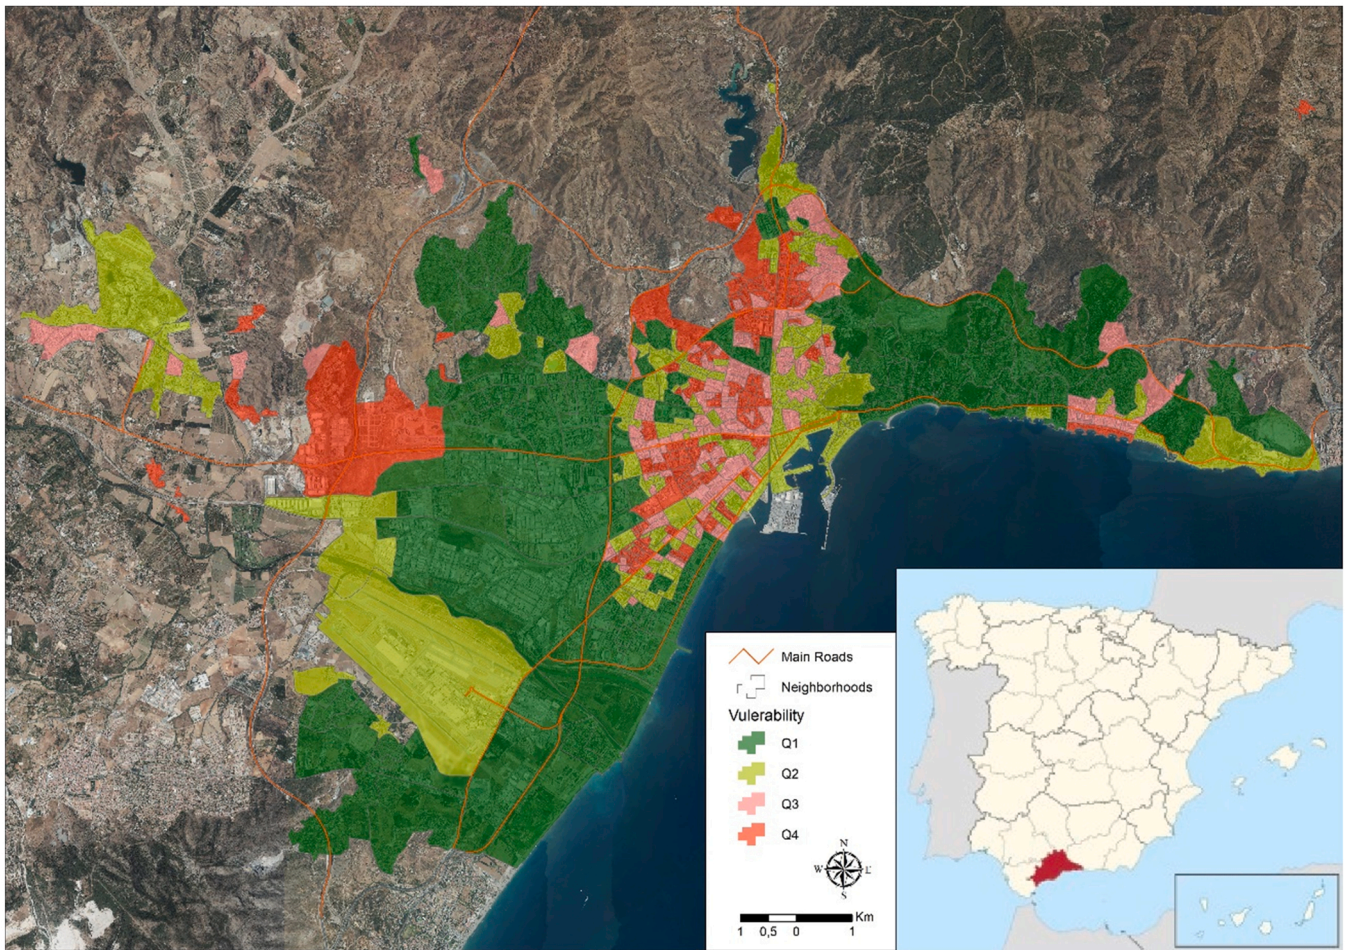 Main Roads
Neighborhoods
Vulerability
Q1
Q2
Q3
Q4
N
W E
S
Km
1 0,5 0 1